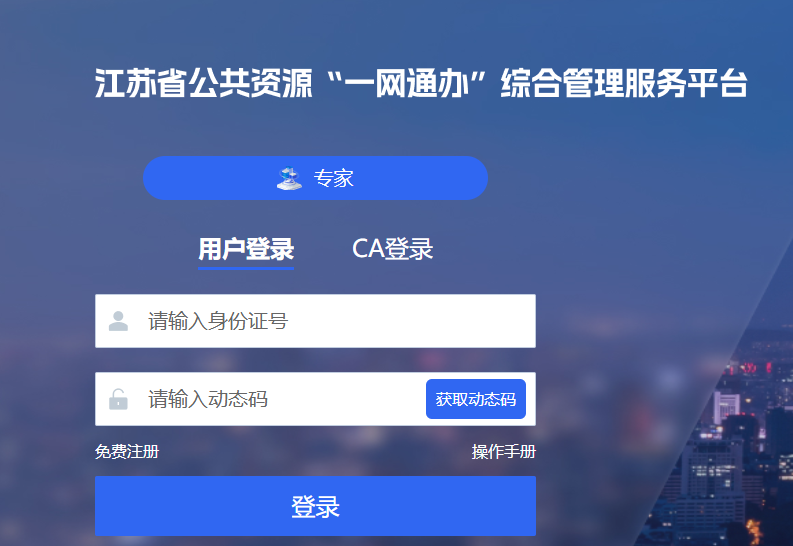 江苏省公共资源“一网通办”综合管理服务平台
专家
用户登录 CA登录
请输入身份证号
请输入动态码 获取动态码
免费注册 操作手册
登录